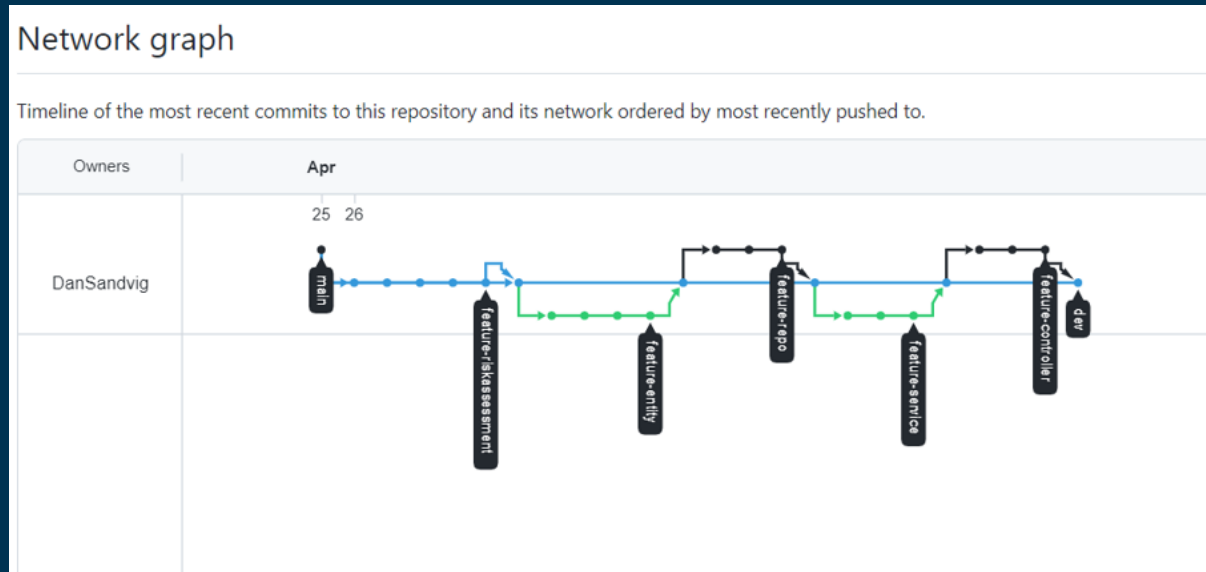 Network graph
Timeline of the most recent commits to this repository and its network ordered by most recently pushed to.
Owners
Apr
25 26
DanSandvig
main
feature-riskassessment
feature-entity
feature-repo
feature-service
feature-controller
dev